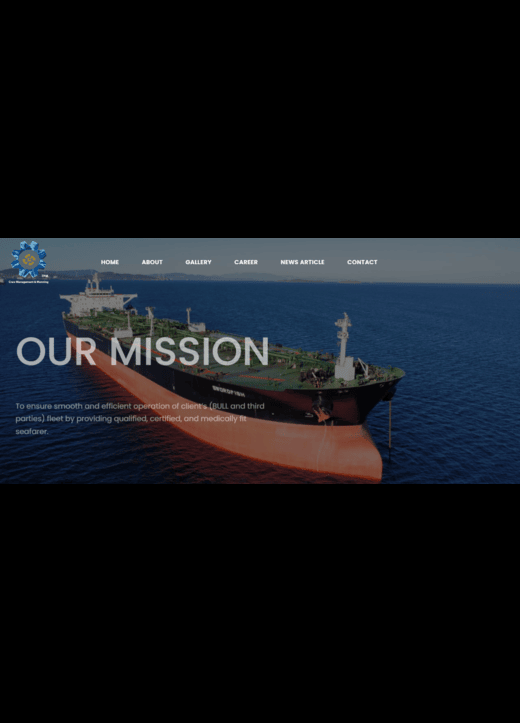 Crew Management & Manning
HOME ABOUT GALLERY CAREER NEWS ARTICLE CONTACT
OUR MISSION
To ensure smooth and efficient operation of client's (BULL and third
parties) fleet by providing qualified, certified, and medically fit
seafarer.